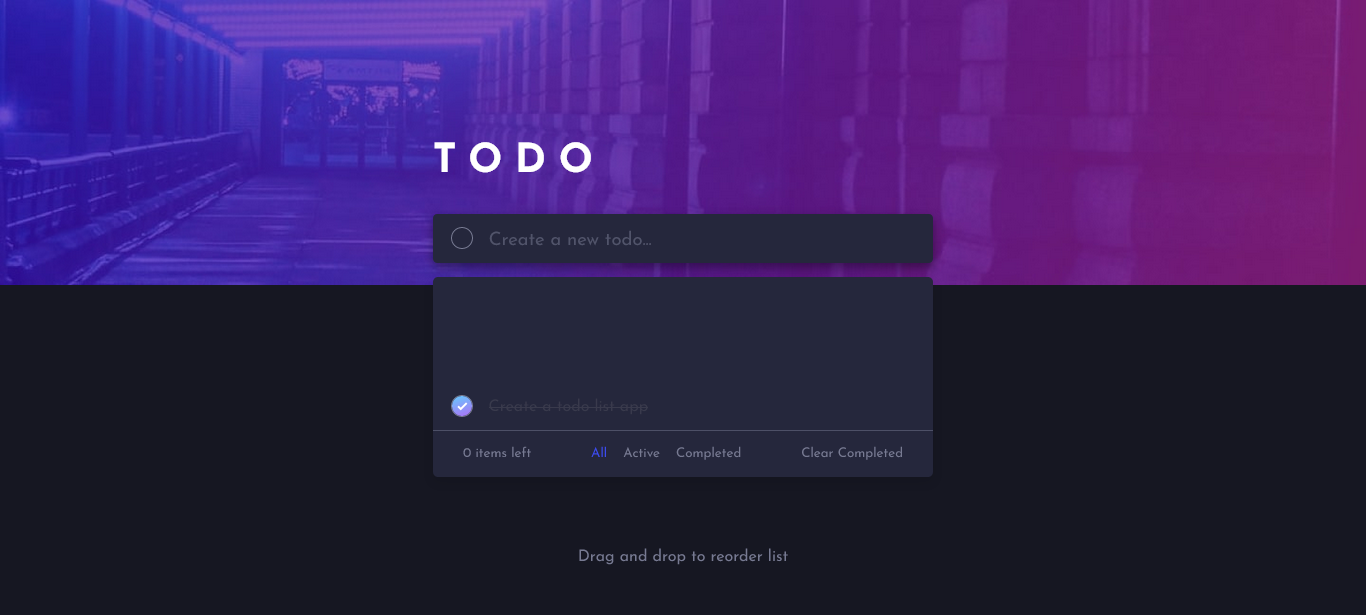 TODO
Create a new todo...
Create a todo list app
0 items left All Active Completed Clear Completed
Drag and drop to reorder list